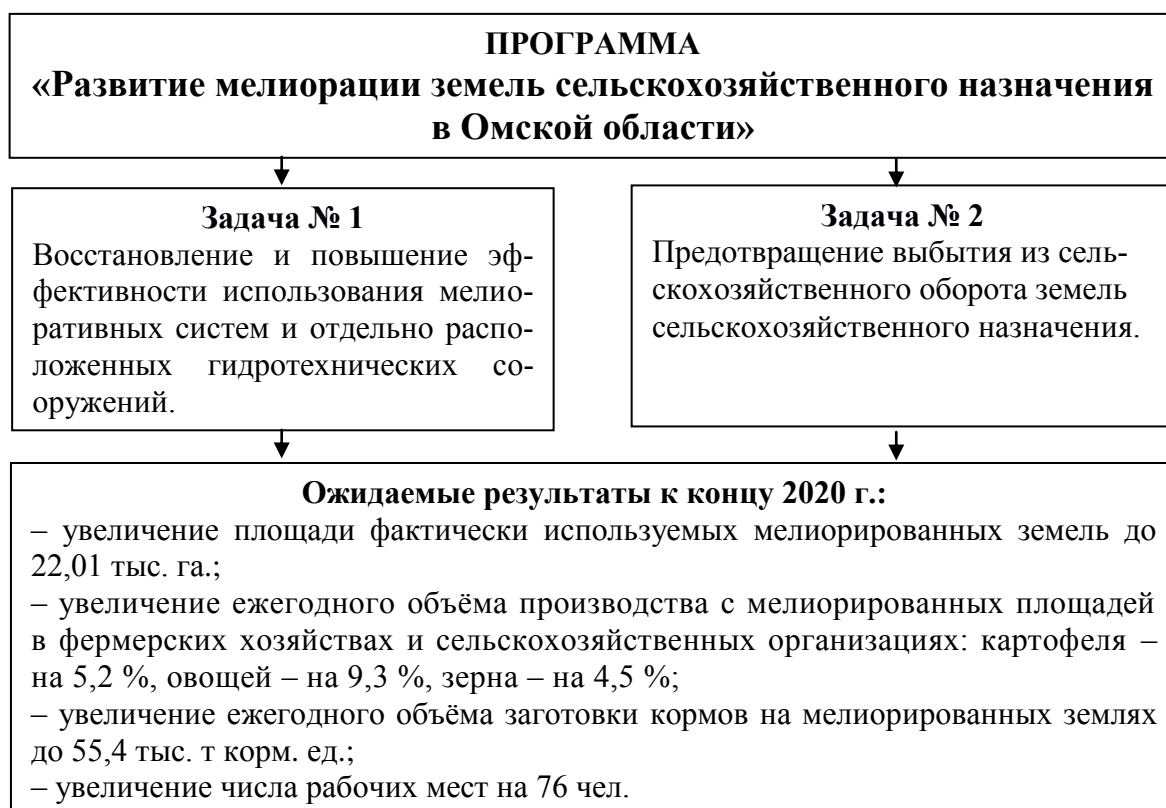 ПРОГРАММА
«Развитие мелиорации земель сельскохозяйственного назначения
в Омской области»
Задача № 1
Восстановление и повышение эф-
фективности использования мелио-
ративных систем и отдельно распо-
ложенных гидротехнических со-
оружений.
Задача № 2
Предотвращение выбытия из сель-
скохозяйственного оборота земель
сельскохозяйственного назначения.
Ожидаемые результаты к концу 2020 г.:
– увеличение площади фактически используемых мелиорированных земель до
22,01 тыс. га.;
– увеличение ежегодного объёма производства с мелиорированных площадей
в фермерских хозяйствах и сельскохозяйственных организациях: картофеля –
на 5,2 %, овощей – на 9,3 %, зерна – на 4,5 %;
– увеличение ежегодного объёма заготовки кормов на мелиорированных землях
до 55,4 тыс. т корм. ед.;
– увеличение числа рабочих мест на 76 чел.